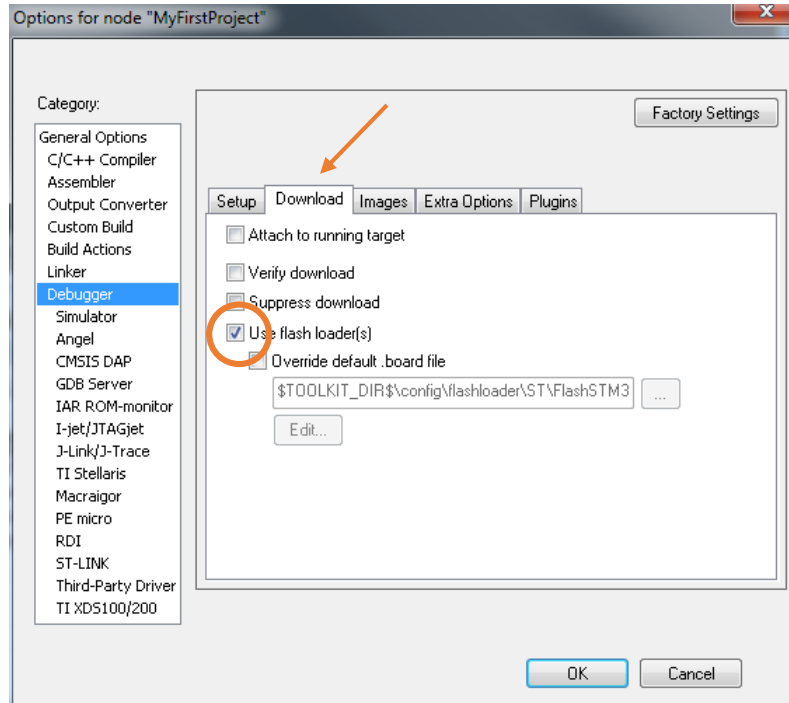 Options for node "MyFirstProject"
Category:
Factory Settings
General Options
C/C++ Compiler
Assembler
Output Converter
Custom Build
Build Actions
Linker
Debugger
Simulator
Angel
CMSIS DAP
GDB Server
IAR ROM-monitor
I-jet/JTAGjet
J-Link/J-Trace
TI Stellaris
Macraigor
PE micro
RDI
ST-LINK
Third-Party Driver
TI XDS100/200
Setup Download Images Extra Options Plugins
Attach to running target
Verify download
Suppress download
Use flash loader(s)
Override default .board file
$TOOLKIT_DIR$\config\flashloader\ST\FlashSTM3 ...
Edit...
OK Cancel